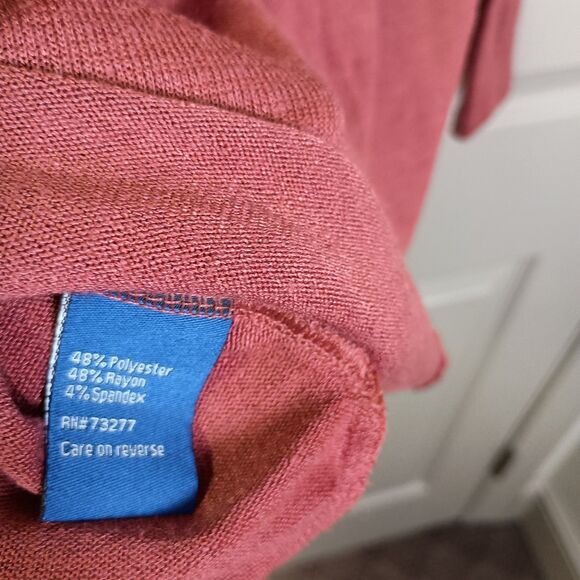 48% Polyester
48% Rayon
4% Spandex
RN#73277
Care on reverse